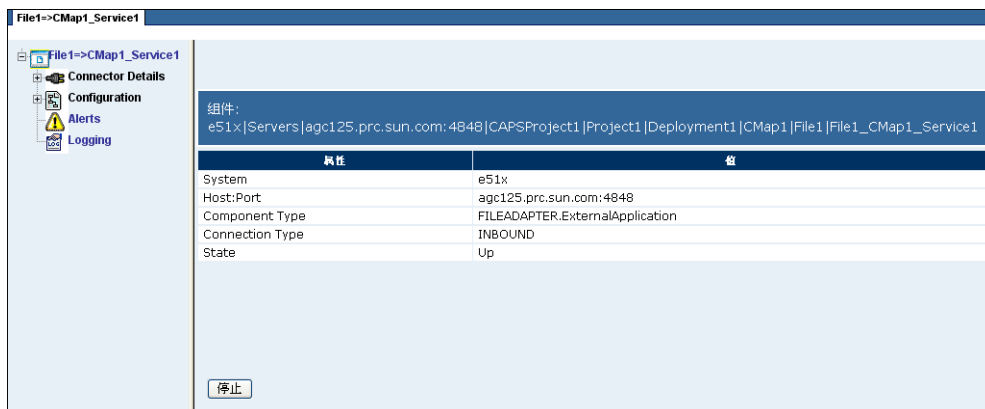 File1=>CMap1_Service1
File1=>CMap1_Service1
Connector Details
Configuration
Alerts
Logging
组件:
e51x|Servers|agc125.prc.sun.com:4848|CAPSProject1|Project1|Deployment1|CMap1|File1|File1_CMap1_Service1
属性 值
System e51x
Host:Port agc125.prc.sun.com:4848
Component Type FILEADAPTER.ExternalApplication
Connection Type INBOUND
State Up
停止